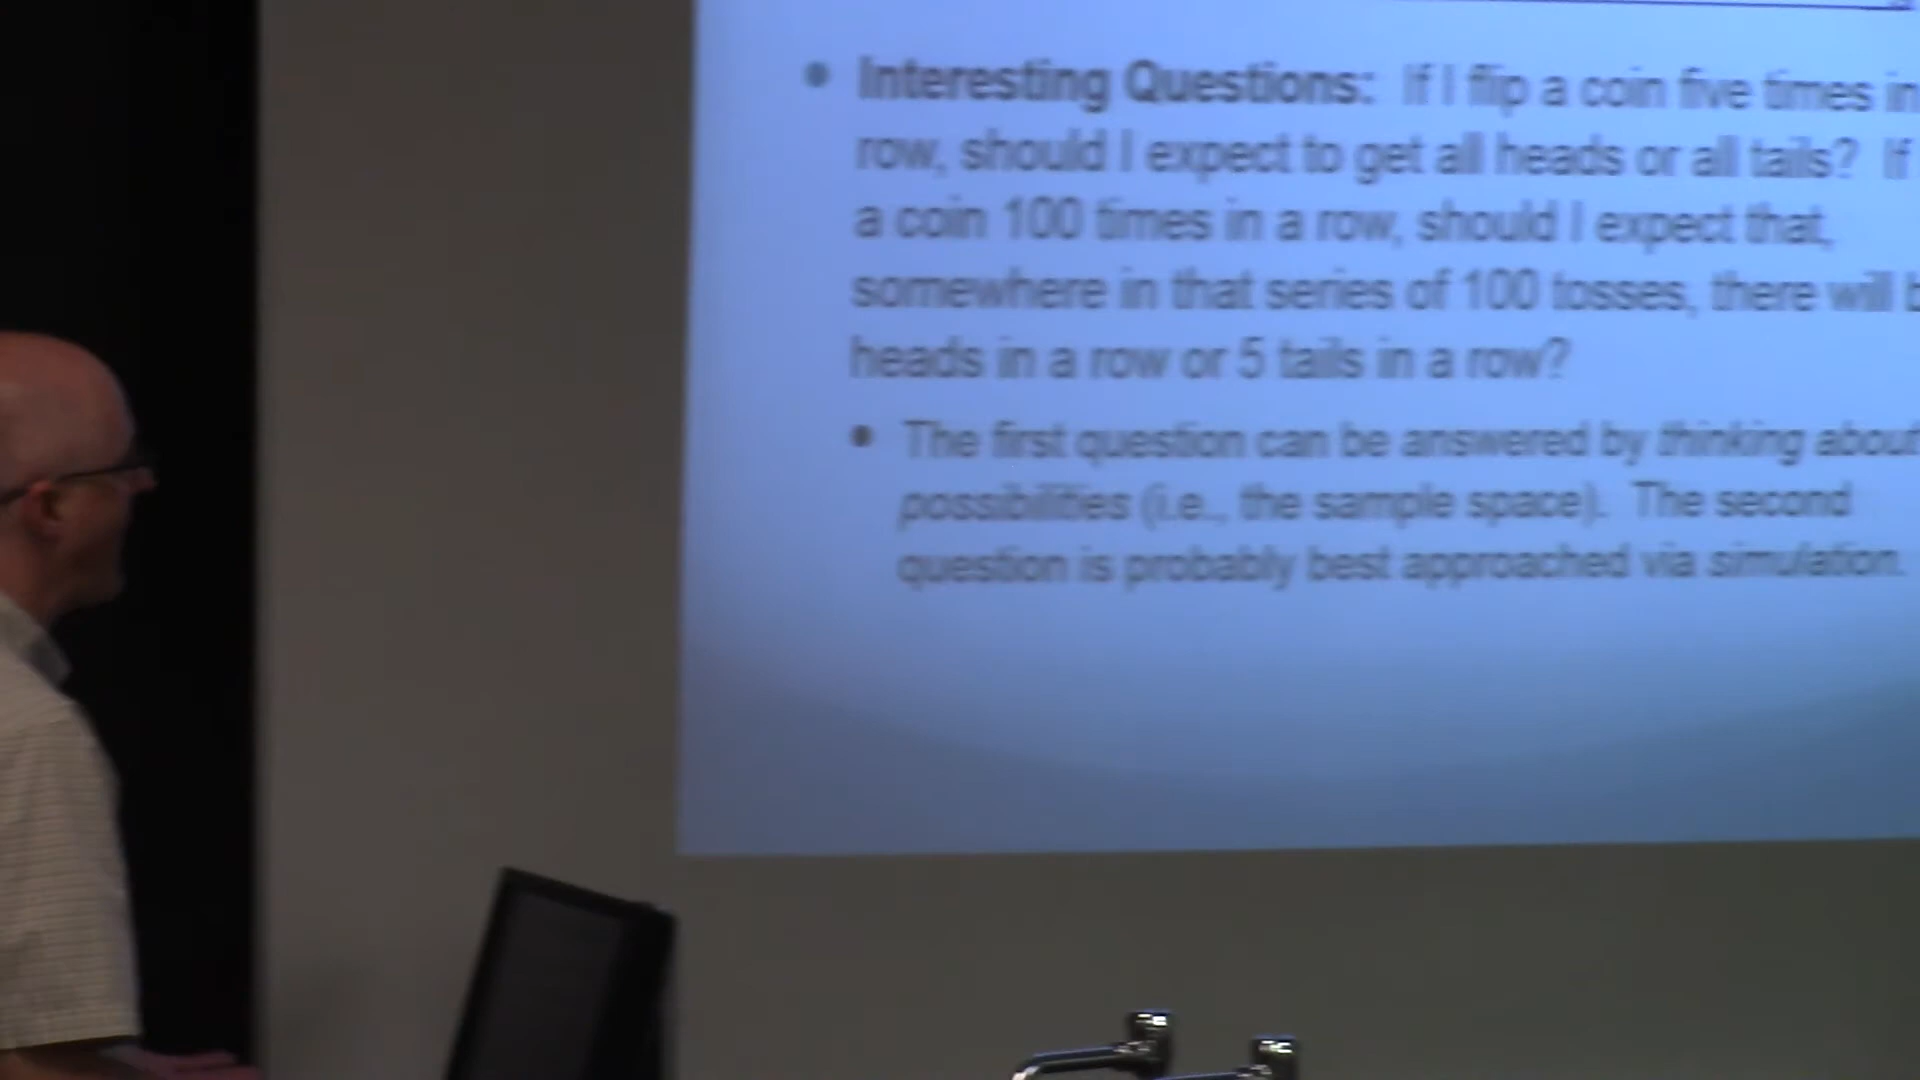 Interesting Questions: If I flip a coin five times in
row, should I expect to get all heads or all tails? If
a coin 100 times in a row, should I expect that,
somewhere in that series of 100 tosses, there will
heads in a row or 5 tails in a row?
The first question can be answered by thinking about
possibilities (i.e., the sample space). The second
question is probably best approached via simulation.